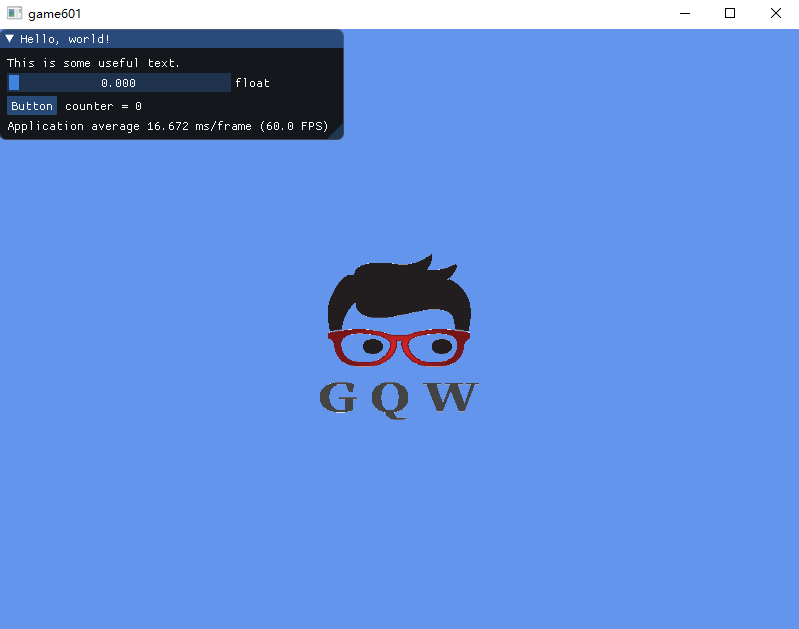 game601
Hello, world!
This is some useful text.
0.000 float
Button counter = 0
Application average 16.672 ms/frame (60.0 FPS)
G Q W